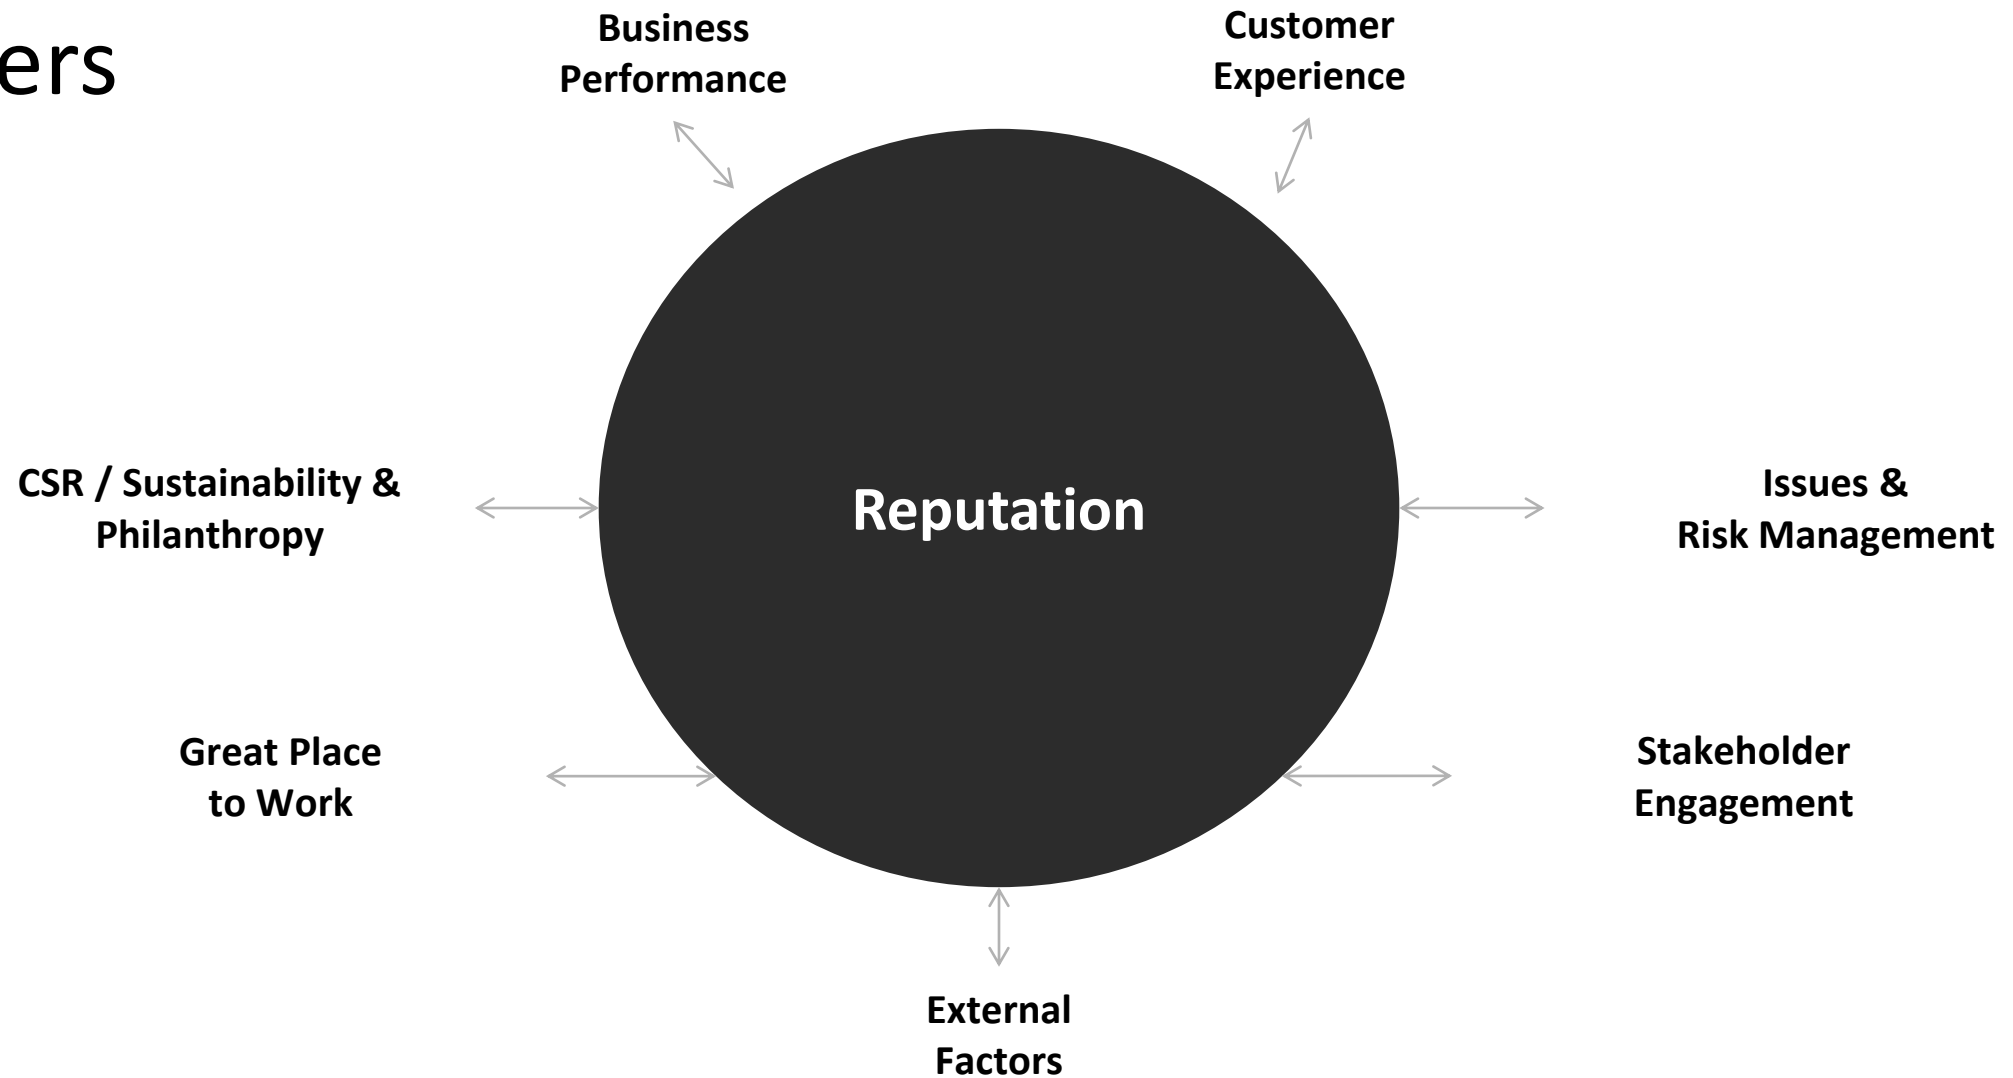 ers
Business
Performance
Customer
Experience
CSR / Sustainability &
Philanthropy
Reputation
Issues &
Risk Management
Great Place
to Work
Stakeholder
Engagement
External
Factors